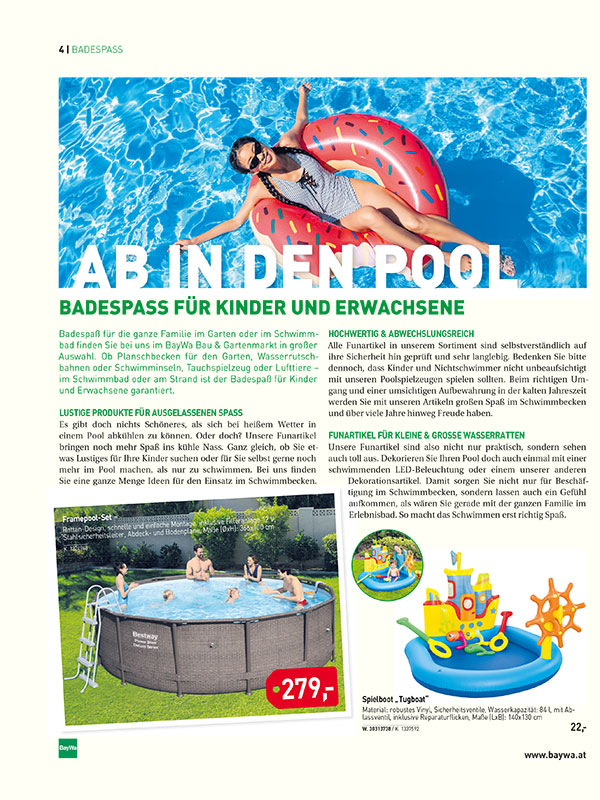 4 | BADESPASS
AB IN DEN POOL
BADESPASS FÜR KINDER UND ERWACHSENE
Badespaß für die ganze Familie im Garten oder im Schwimm-
bad finden Sie bei uns im BayWa Bau & Gartenmarkt in großer
Auswahl. Ob Planschbecken für den Garten, Wasserrutsch-
bahnen oder Schwimminseln, Tauchspielzeug oder Lufttiere –
im Schwimmbad oder am Strand ist der Badespaß für Kinder
und Erwachsene garantiert.
LUSTIGE PRODUKTE FÜR AUSGELASSENEN SPASS
Es gibt doch nichts Schöneres, als sich bei heißem Wetter in
einem Pool abkühlen zu können. Oder doch? Unsere Funartikel
bringen noch mehr Spaß ins kühle Nass. Ganz gleich, ob Sie et-
was Lustiges für Ihre Kinder suchen oder für Sie selbst gerne noch
mehr im Pool machen, als nur zu schwimmen. Bei uns finden
Sie eine ganze Menge Ideen für den Einsatz im Schwimmbecken.
HOCHWERTIG & ABWECHSLUNGSREICH
Alle Funartikel in unserem Sortiment sind selbstverständlich auf
ihre Sicherheit hin geprüft und sehr langlebig. Bedenken Sie bitte
dennoch, dass Kinder und Nichtschwimmer nicht unbeaufsichtigt
mit unseren Poolspielzeugen spielen sollten. Beim richtigen Um-
gang und einer umsichtigen Aufbewahrung in der kalten Jahreszeit
werden Sie mit unseren Artikeln großen Spaß im Schwimmbecken
und über viele Jahre hinweg Freude haben.
FUNARTIKEL FÜR KLEINE & GROSSE WASSERRATTEN
Unsere Funartikel sind also nicht nur praktisch, sondern sehen
auch toll aus. Dekorieren Sie Ihren Pool doch auch einmal mit einer
schwimmenden LED-Beleuchtung oder einem unserer anderen
Dekorationsartikel. Damit sorgen Sie nicht nur für Beschäf-
tigung im Schwimmbecken, sondern lassen auch ein Gefühl
aufkommen, als wären Sie gerade mit der ganzen Familie im
Erlebnisbad. So macht das Schwimmen erst richtig Spaß.
Framepool-Set
Rattan-Design, schnelle und einfache Montage, inklusive Filteranlage,
Stahlsicherheitsleiter, Abdeck- und Bodenplane, Maße (ØxH):
Bestway
Power Steel
Deluxe Series
279,-
Spielboot „Tugboat“
Material: robustes Vinyl, Sicherheitsventile, Wasserkapazität: 84 l, mit Ab-
lassventil, inklusive Reparaturflicken, Maße (LxB): 140x130 cm
W. 30313738 / K. 1337592
22,-
BayWa
www.baywa.at